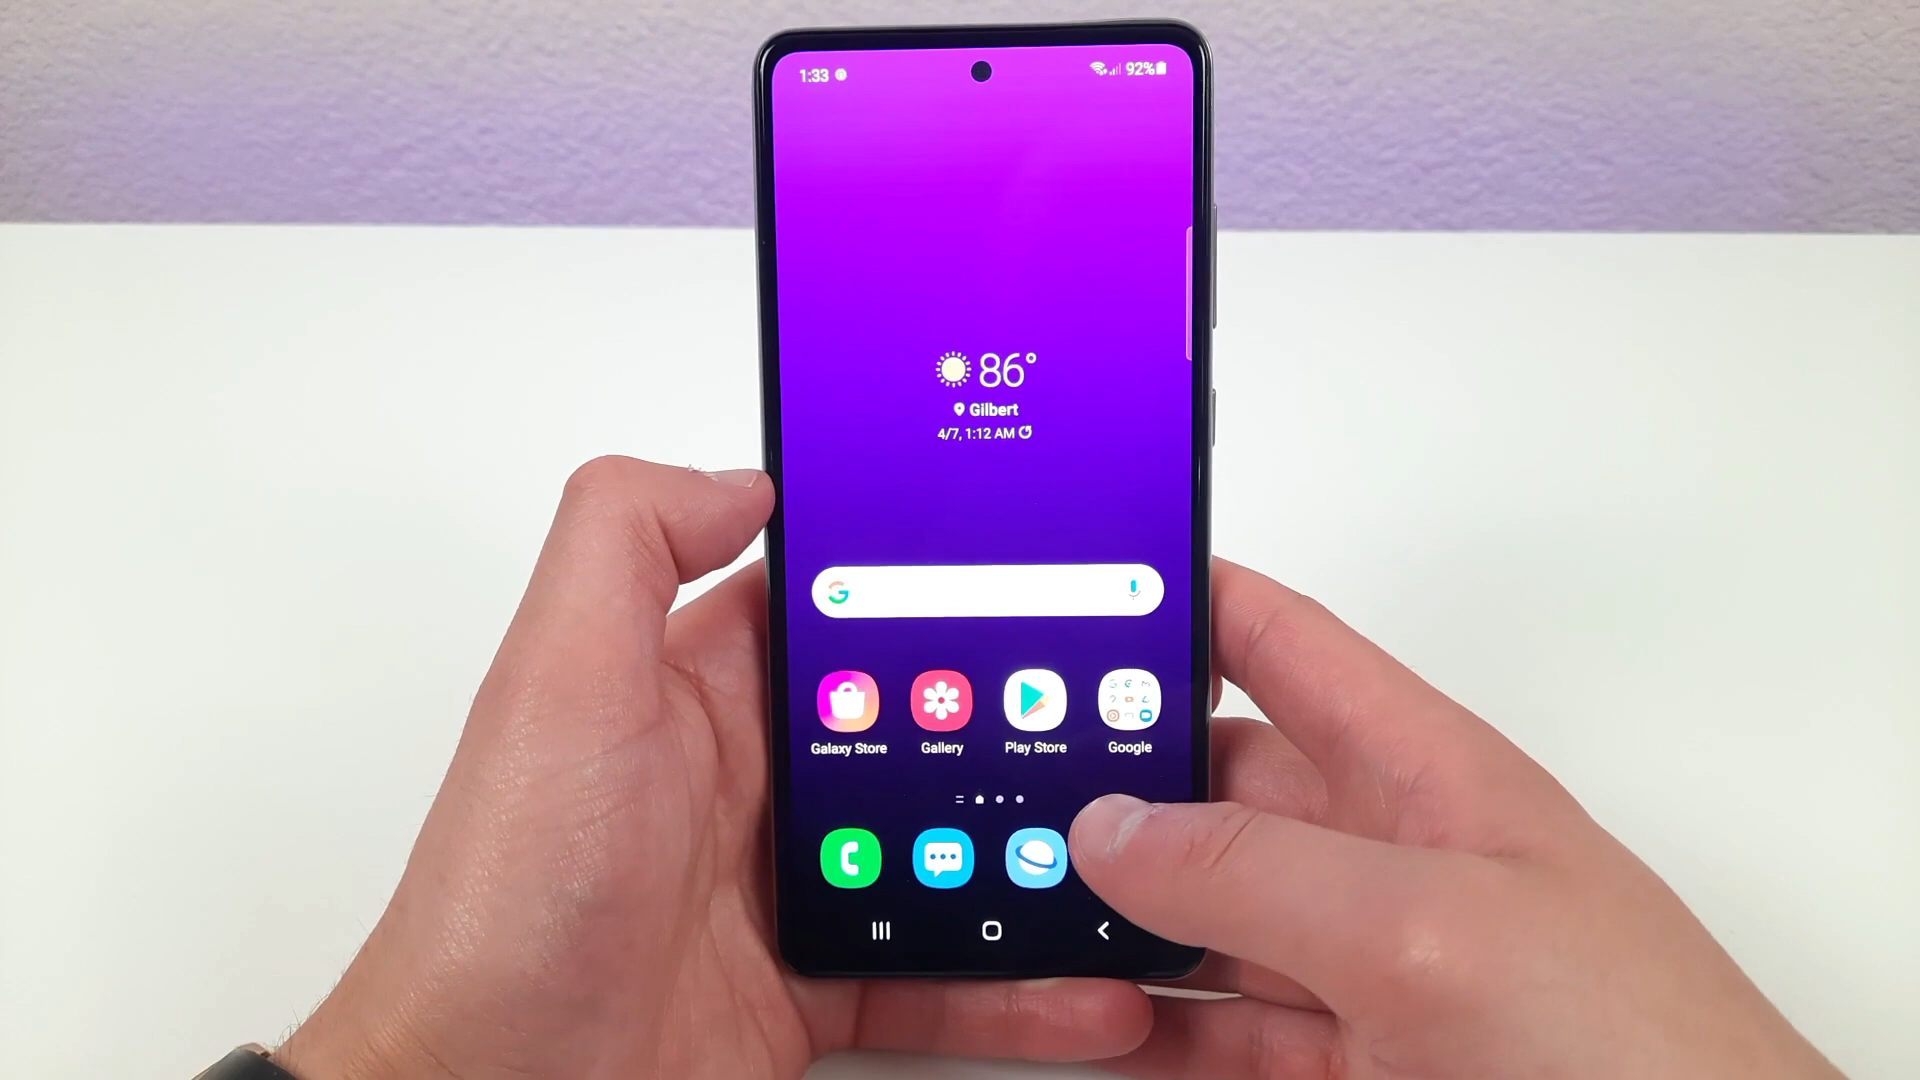 1:33
92%
86°
Gilbert
4/7, 1:12 AM
Galaxy Store
Gallery
Play Store
Google